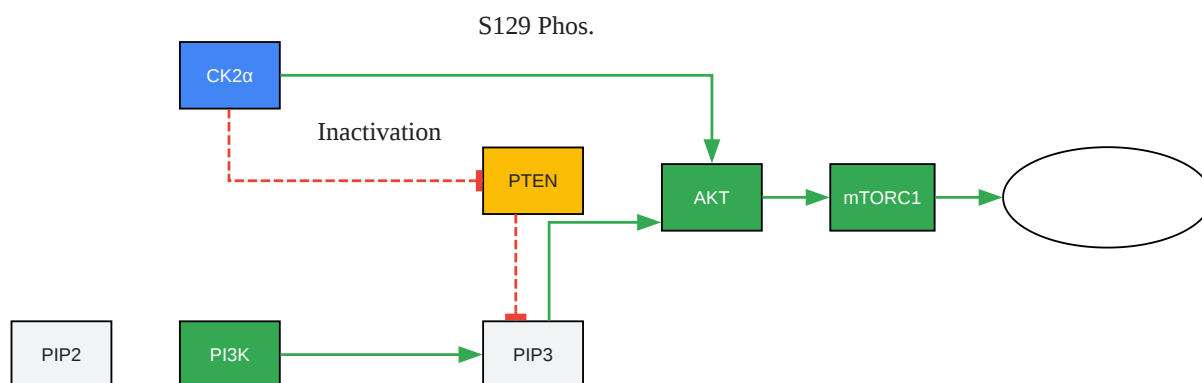 S129 Phos.
CK2α
Inactivation
PTEN
AKT
mTORC1
PIP2
PI3K
PIP3